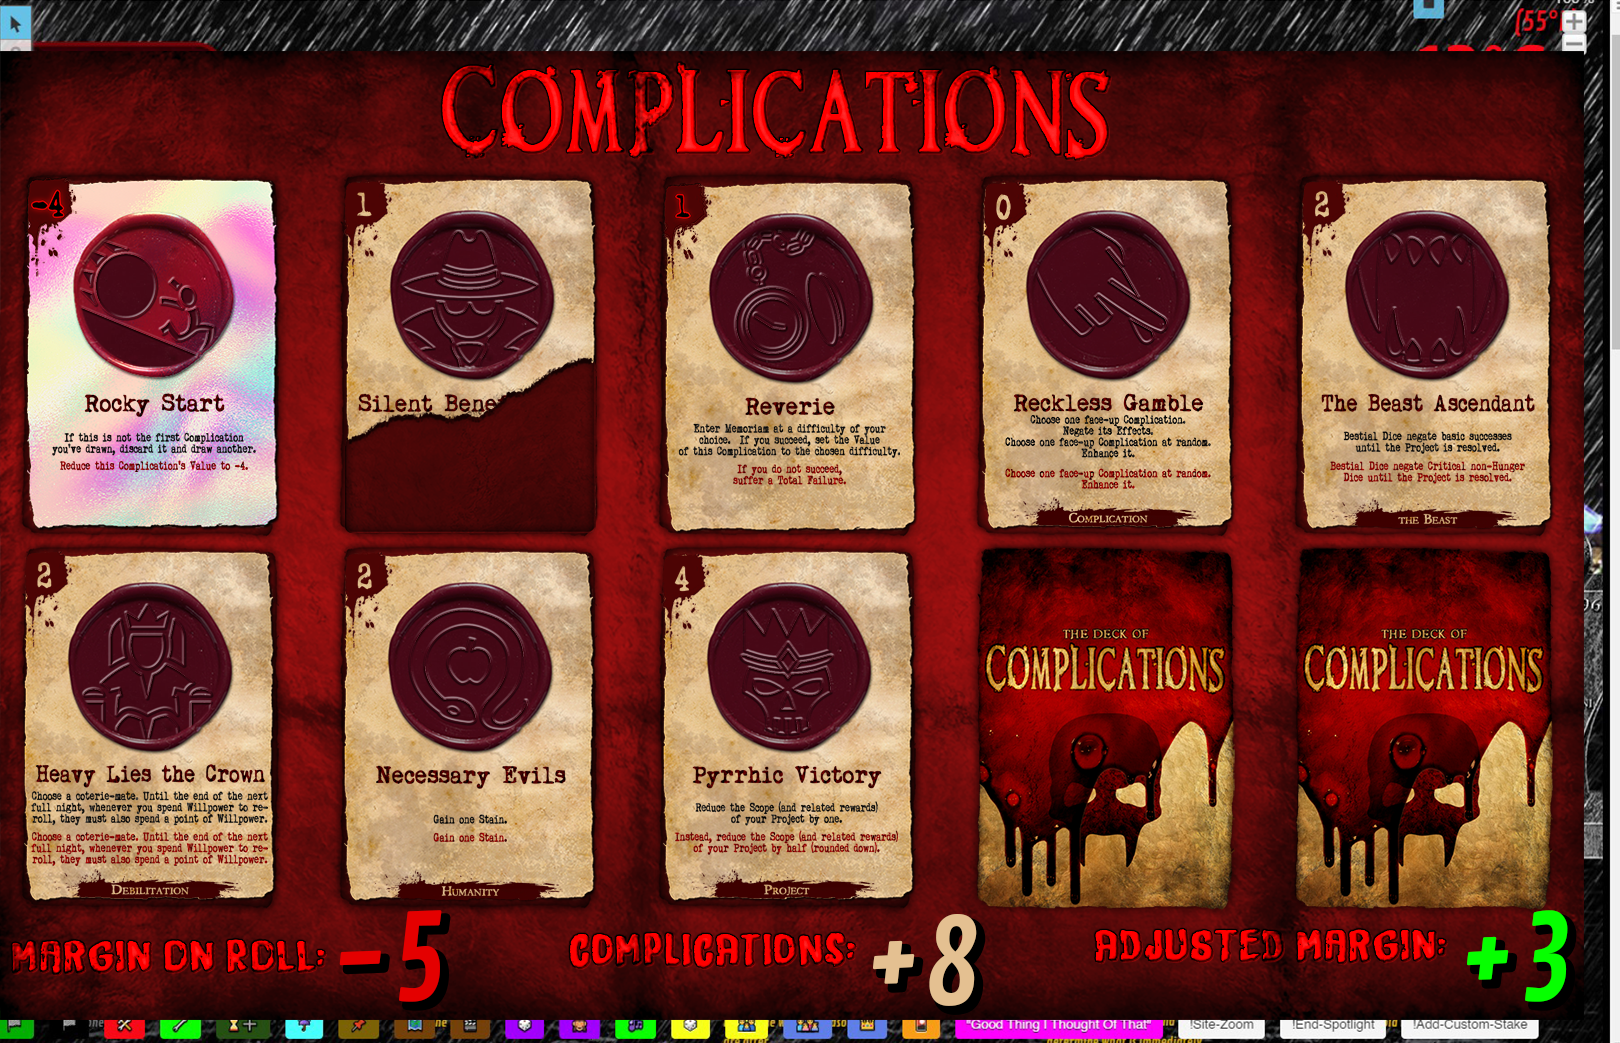 (55°
COMPLICATIONS
-4
Rocky Start
If this is not the first Complication
you've drawn, discard it and draw another.
Reduce this Complication's Value to -4.
1
Silent Bene
1
Reverie
Enter Memoriam at a difficulty of your
choice. If you succeed, set the Value
of this Complication to the chosen difficulty.
If you do not succeed,
suffer a Total Failure.
0
Reckless Gamble
Choose one face-up Complication.
Negate its Effects.
Choose one face-up Complication at random.
Enhance it.
Choose one face-up Complication at random.
Enhance it.
Complication
2
The Beast Ascendant
Bestial Dice negate basic successes
until the Project is resolved.
Bestial Dice negate Critical non-Hunger
Dice until the Project is resolved.
the Beast
2
Heavy Lies the Crown
Choose a coterie-mate. Until the end of the next
full night, whenever you spend Willpower to re-
roll, they must also spend a point of Willpower.
Choose a coterie-mate. Until the end of the next
full night, whenever you spend Willpower to re-
roll, they must also spend a point of Willpower.
Debilitation
2
Necessary Evils
Gain one Stain.
Gain one Stain.
Humanity
4
Pyrrhic Victory
Reduce the Scope (and related rewards)
of your Project by one.
Instead, reduce the Scope (and related rewards)
of your Project by half (rounded down).
Project
THE DECK OF
COMPLICATIONS
THE DECK OF
COMPLICATIONS
MARGIN ON ROLL: -5
COMPLICATIONS: +8
ADJUSTED MARGIN: +3
"Good Thing I Thought Of That"
!Site-Zoom
!End-Spotlight
!Add-Custom-Stake